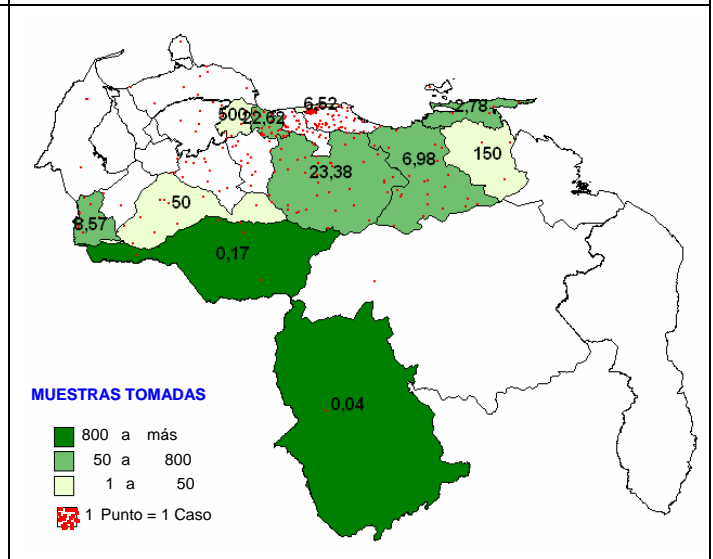 6,52
2,78
500
22,62
6,98
150
23,38
50
8,57
0,17
0,04
MUESTRAS TOMADAS
800 a más
50 a 800
1 a 50
1 Punto = 1 Caso